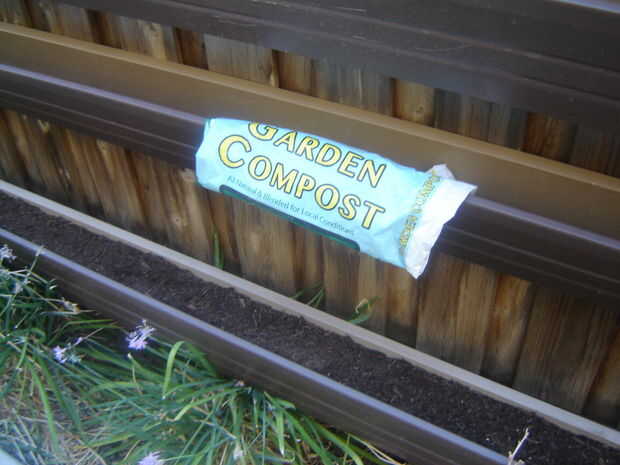 GARDEN
COMPOST
All Natural & Blended for Local Conditions